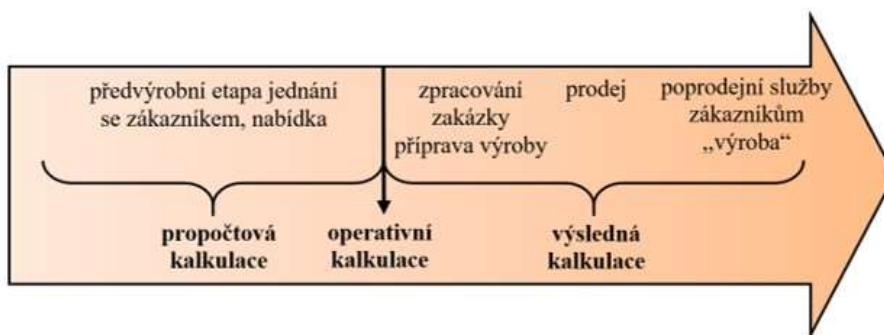 předvýrobní etapa jednání
se zákazníkem, nabídka
zpracování
zakázky
příprava výroby
prodej
poprodejní služby
zákazníkům
„výroba“
propočtová
kalkulace
operativní
kalkulace
výsledná
kalkulace